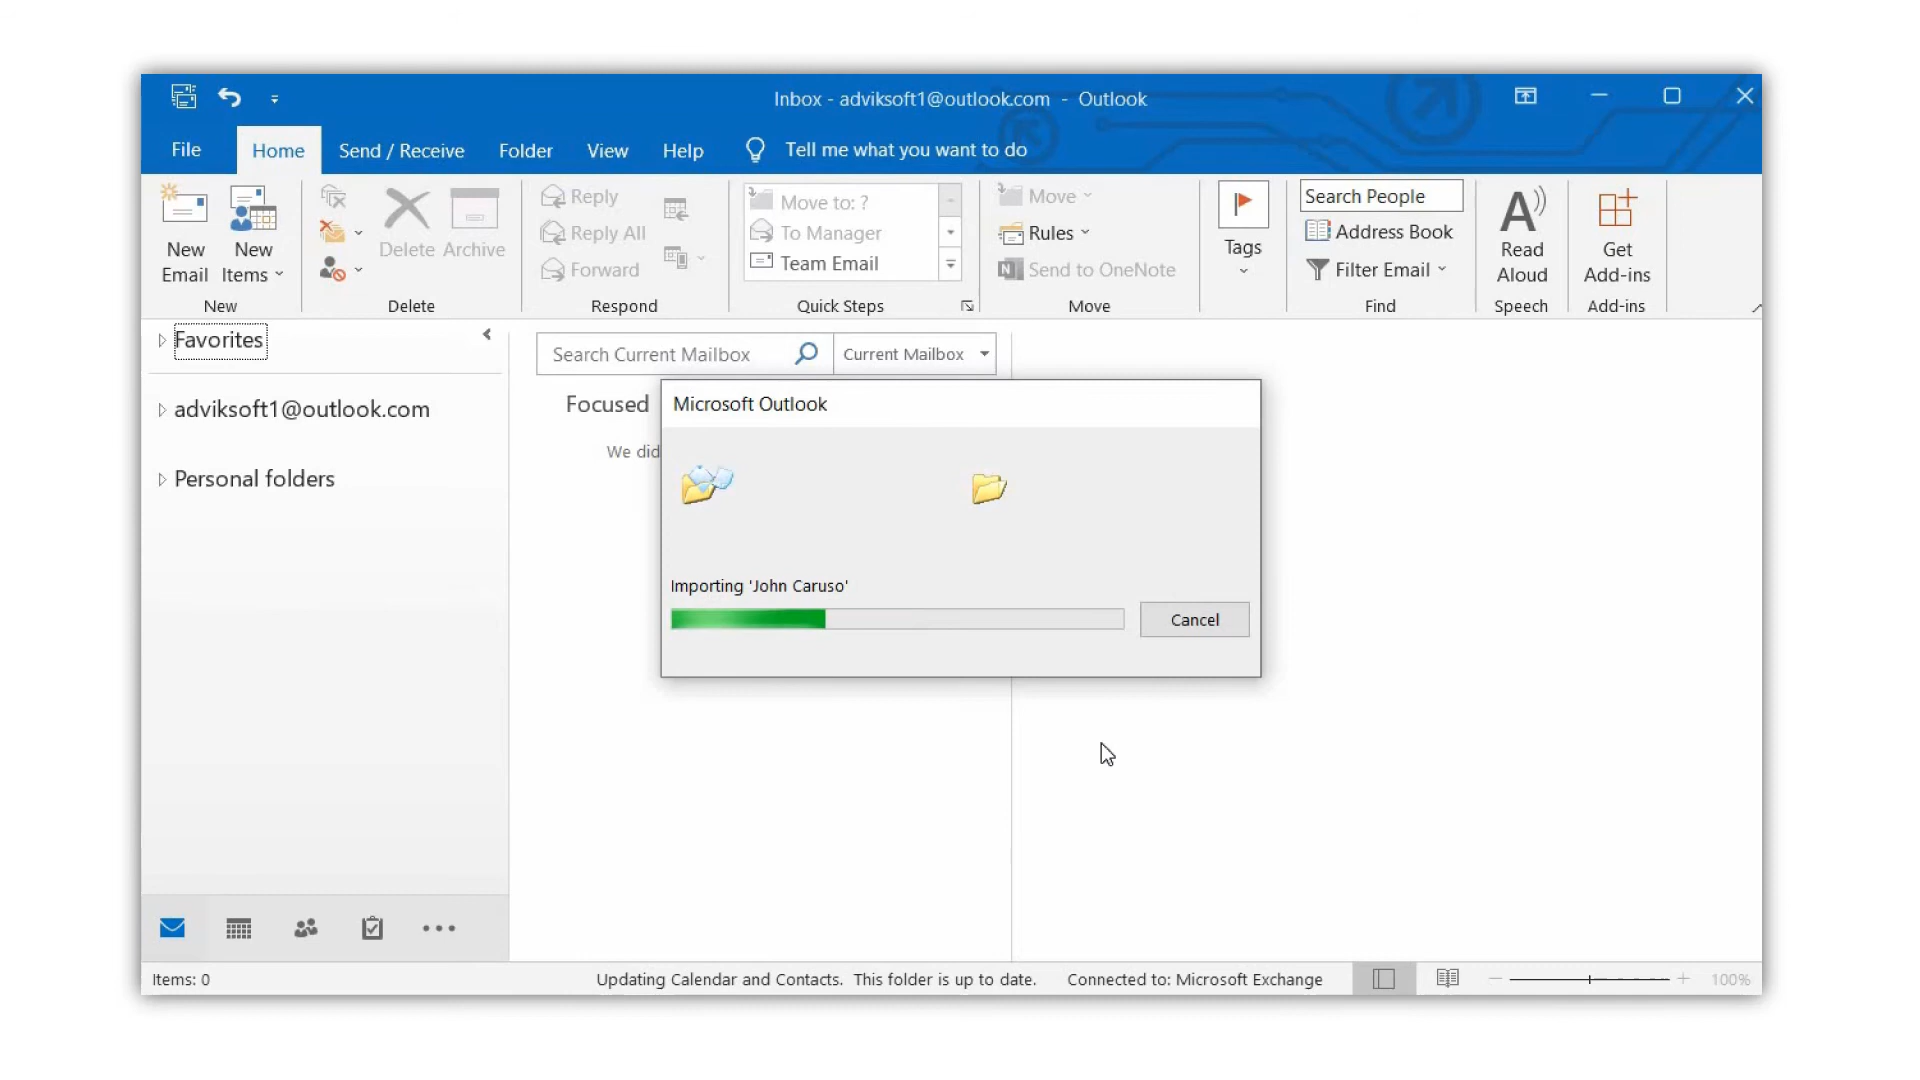 Inbox - adviksoft1@outlook.com - Outlook
File Home Send / Receive Folder View Help Tell me what you want to do
New Email
New Items
New
Delete Archive
Delete
Reply
Reply All
Forward
Respond
Move to: ?
To Manager
Team Email
Quick Steps
Move
Rules
Send to OneNote
Move
Tags
Search People
Address Book
Filter Email
Find
Read Aloud
Speech
Get Add-ins
Add-ins
Favorites
adviksoft1@outlook.com
Personal folders
Search Current Mailbox Current Mailbox
Focused
We did
Microsoft Outlook
Importing 'John Caruso'
Cancel
Items: 0 Updating Calendar and Contacts. This folder is up to date. Connected to: Microsoft Exchange 100%